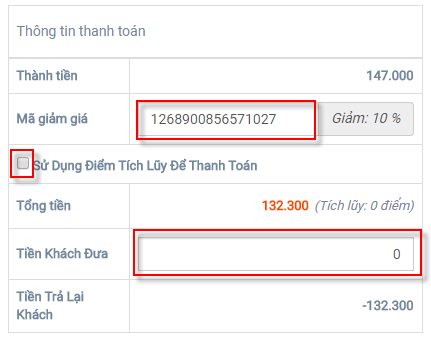 Thông tin thanh toán
Thành tiền 147.000
Mã giảm giá 1268900856571027 Giảm: 10 %
Sử Dụng Điểm Tích Lũy Để Thanh Toán
Tổng tiền 132.300 (Tích lũy: 0 điểm)
Tiền Khách Đưa 0
Tiền Trả Lại
Khách -132.300